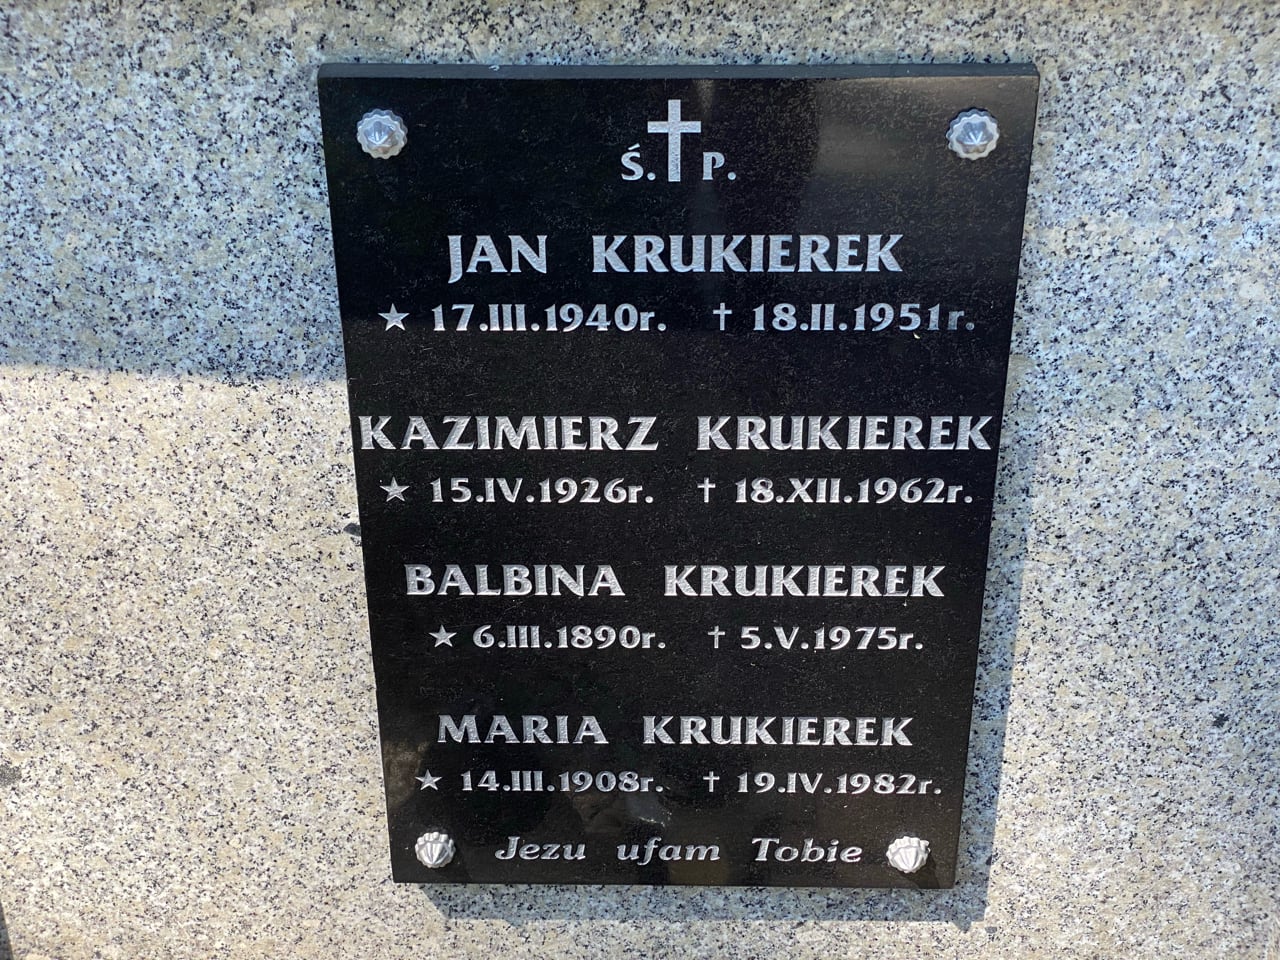 Ś. P.
JAN KRUKIEREK
★ 17.III.1940r. † 18.II.1951r.
KAZIMIERZ KRUKIEREK
★ 15.IV.1926r. † 18.XII.1962r.
BALBINA KRUKIEREK
★ 6.III.1890r. † 5.V.1975r.
MARIA KRUKIEREK
★ 14.III.1908r. † 19.IV.1982r.
Jezu ufam Tobie